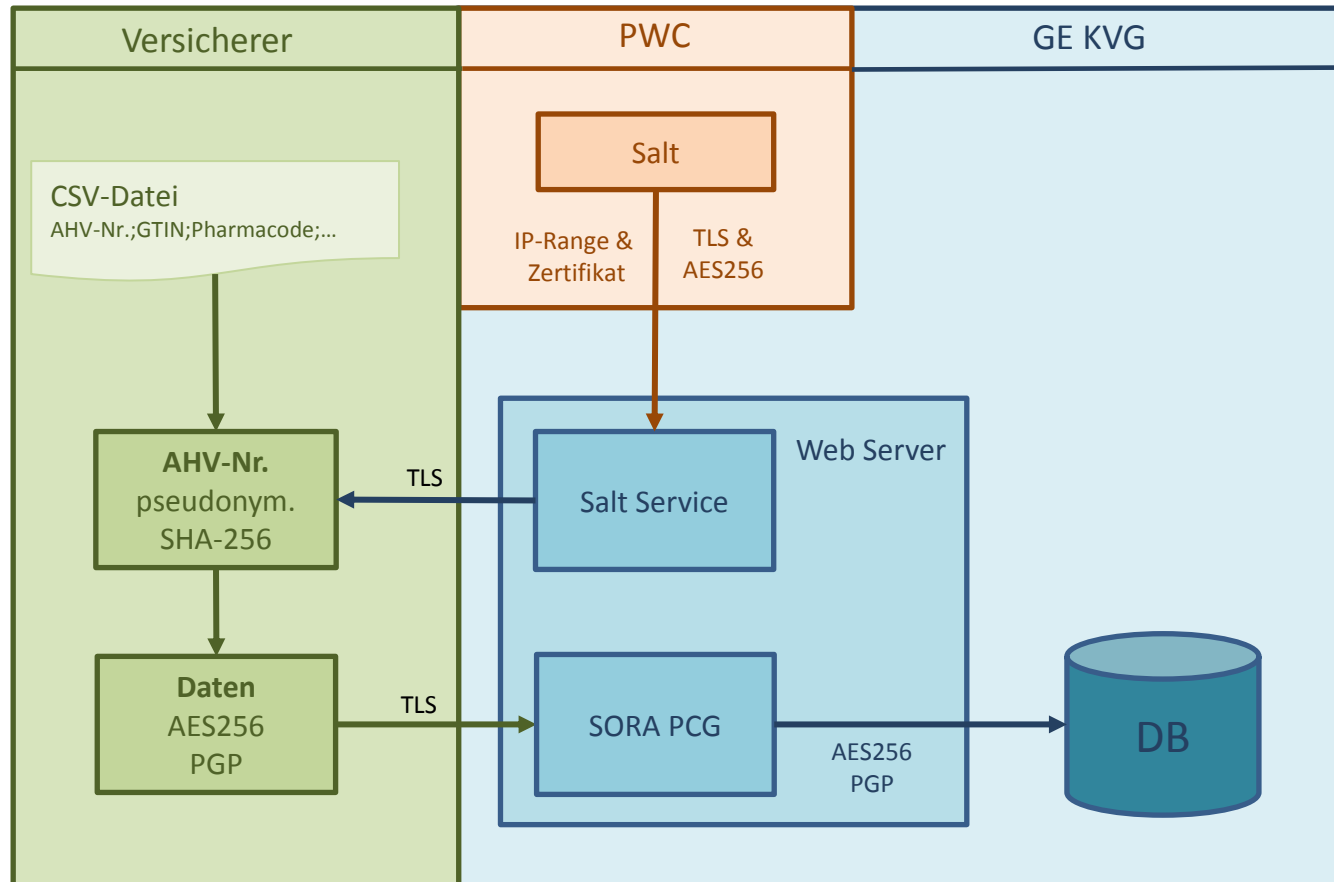 Versicherer
PWC
GE KVG
Salt
CSV-Datei
AHV-Nr.;GTIN;Pharmacode;...
IP-Range &
Zertifikat
TLS &
AES256
AHV-Nr.
pseudonym.
SHA-256
TLS
Salt Service
Web Server
Daten
AES256
PGP
TLS
SORA PCG
AES256
PGP
DB